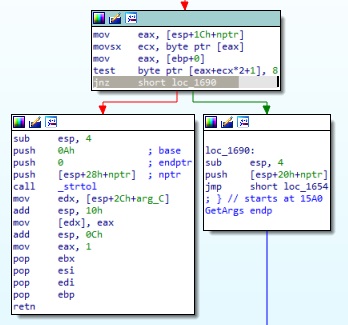 mov eax, [esp+1Ch+nptr]
movsx ecx, byte ptr [eax]
mov eax, [ebp+0]
test byte ptr [eax+ecx*2+1], 8
jnz short loc_1690
sub esp, 4
push 0Ah ; base
push 0 ; endptr
push [esp+28h+nptr] ; nptr
call _strtol
mov edx, [esp+2Ch+arg_C]
add esp, 10h
mov [edx], eax
add esp, 0Ch
mov eax, 1
pop ebx
pop esi
pop edi
pop ebp
retn
loc_1690:
sub esp, 4
push [esp+20h+nptr]
jmp short loc_1654
; } // starts at 15A0
GetArgs endp